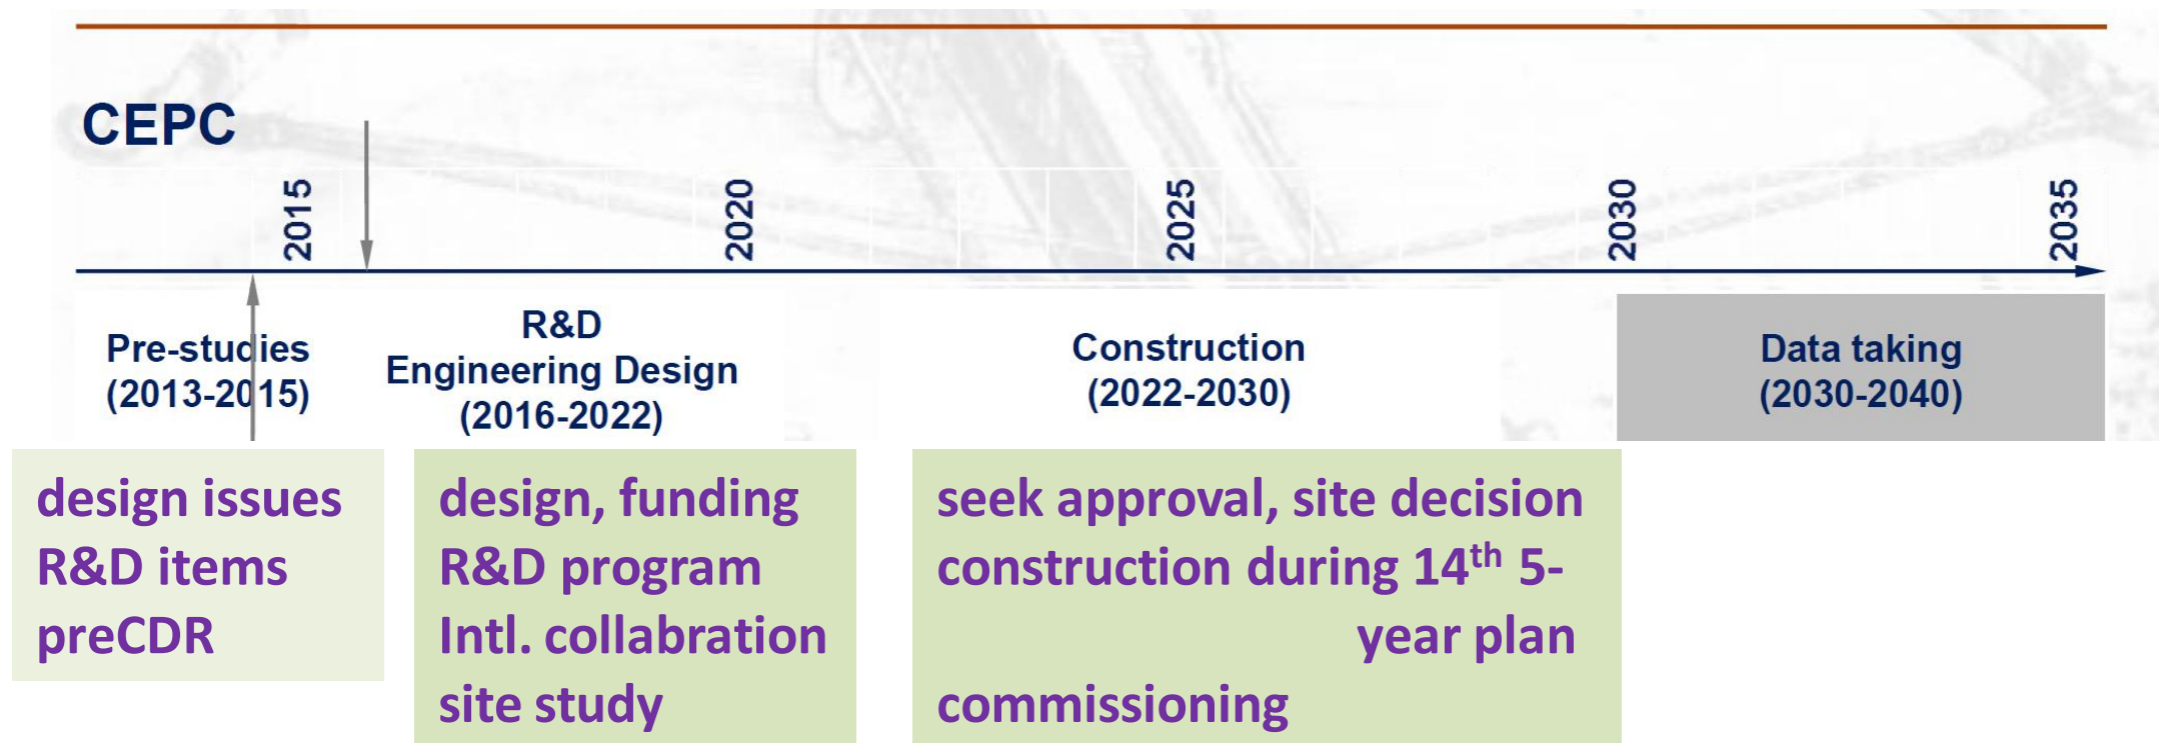 CEPC
2015
2020
2025
2030
2035
Pre-studies
(2013-2015)
R&D
Engineering Design
(2016-2022)
Construction
(2022-2030)
Data taking
(2030-2040)
design issues
R&D items
preCDR
design, funding
R&D program
Intl. collabration
site study
seek approval, site decision
construction during 14th 5-
year plan
commissioning